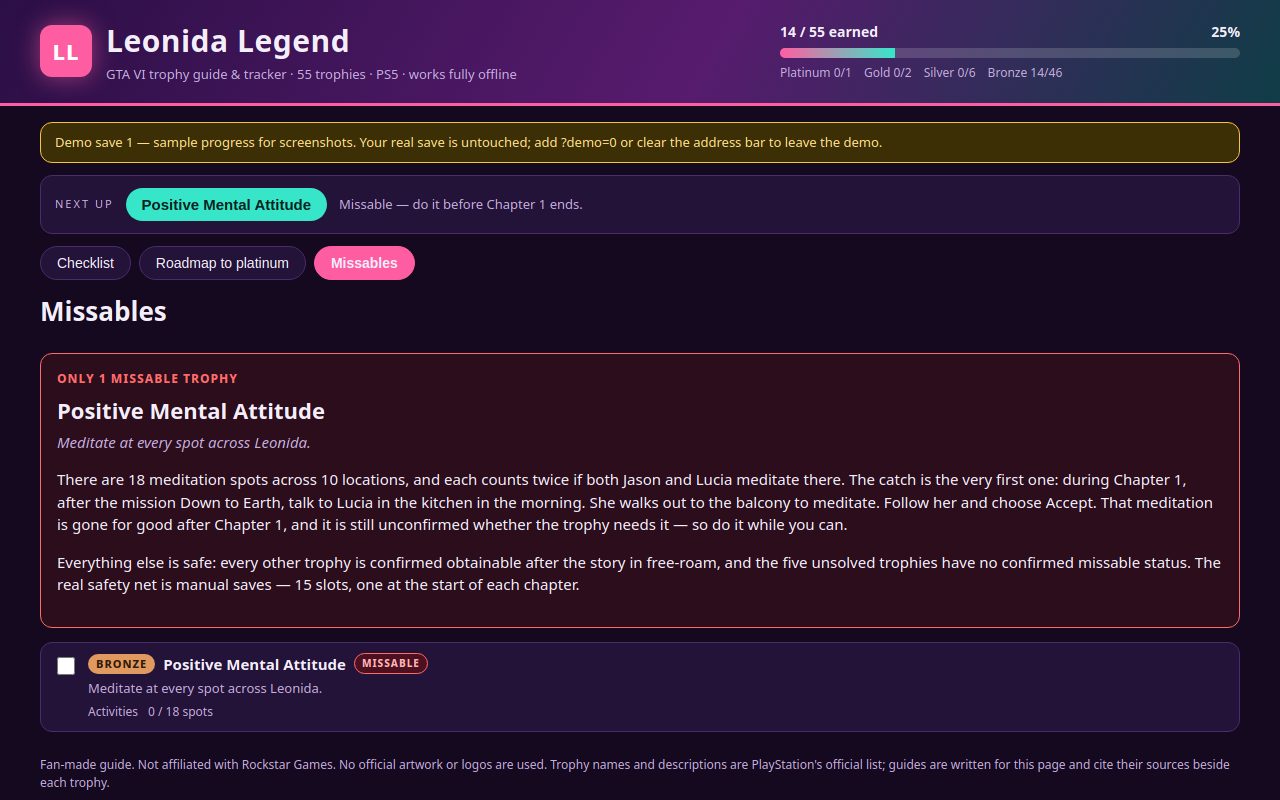 LL
Leonida Legend
GTA VI trophy guide & tracker · 55 trophies · PS5 · works fully offline
14 / 55 earned
25%
Platinum 0/1 Gold 0/2 Silver 0/6 Bronze 14/46
Demo save 1 — sample progress for screenshots. Your real save is untouched; add ?demo=0 or clear the address bar to leave the demo.
NEXT UP Positive Mental Attitude Missable — do it before Chapter 1 ends.
Checklist Roadmap to platinum Missables
Missables
ONLY 1 MISSABLE TROPHY
Positive Mental Attitude
Meditate at every spot across Leonida.
There are 18 meditation spots across 10 locations, and each counts twice if both Jason and Lucia meditate there. The catch is the very first one: during Chapter 1,
after the mission Down to Earth, talk to Lucia in the kitchen in the morning. She walks out to the balcony to meditate. Follow her and choose Accept. That meditation
is gone for good after Chapter 1, and it is still unconfirmed whether the trophy needs it — so do it while you can.
Everything else is safe: every other trophy is confirmed obtainable after the story in free-roam, and the five unsolved trophies have no confirmed missable status. The
real safety net is manual saves — 15 slots, one at the start of each chapter.
BRONZE Positive Mental Attitude MISSABLE
Meditate at every spot across Leonida.
Activities 0 / 18 spots
Fan-made guide. Not affiliated with Rockstar Games. No official artwork or logos are used. Trophy names and descriptions are PlayStation's official list; guides are written for this page and cite their sources beside
each trophy.